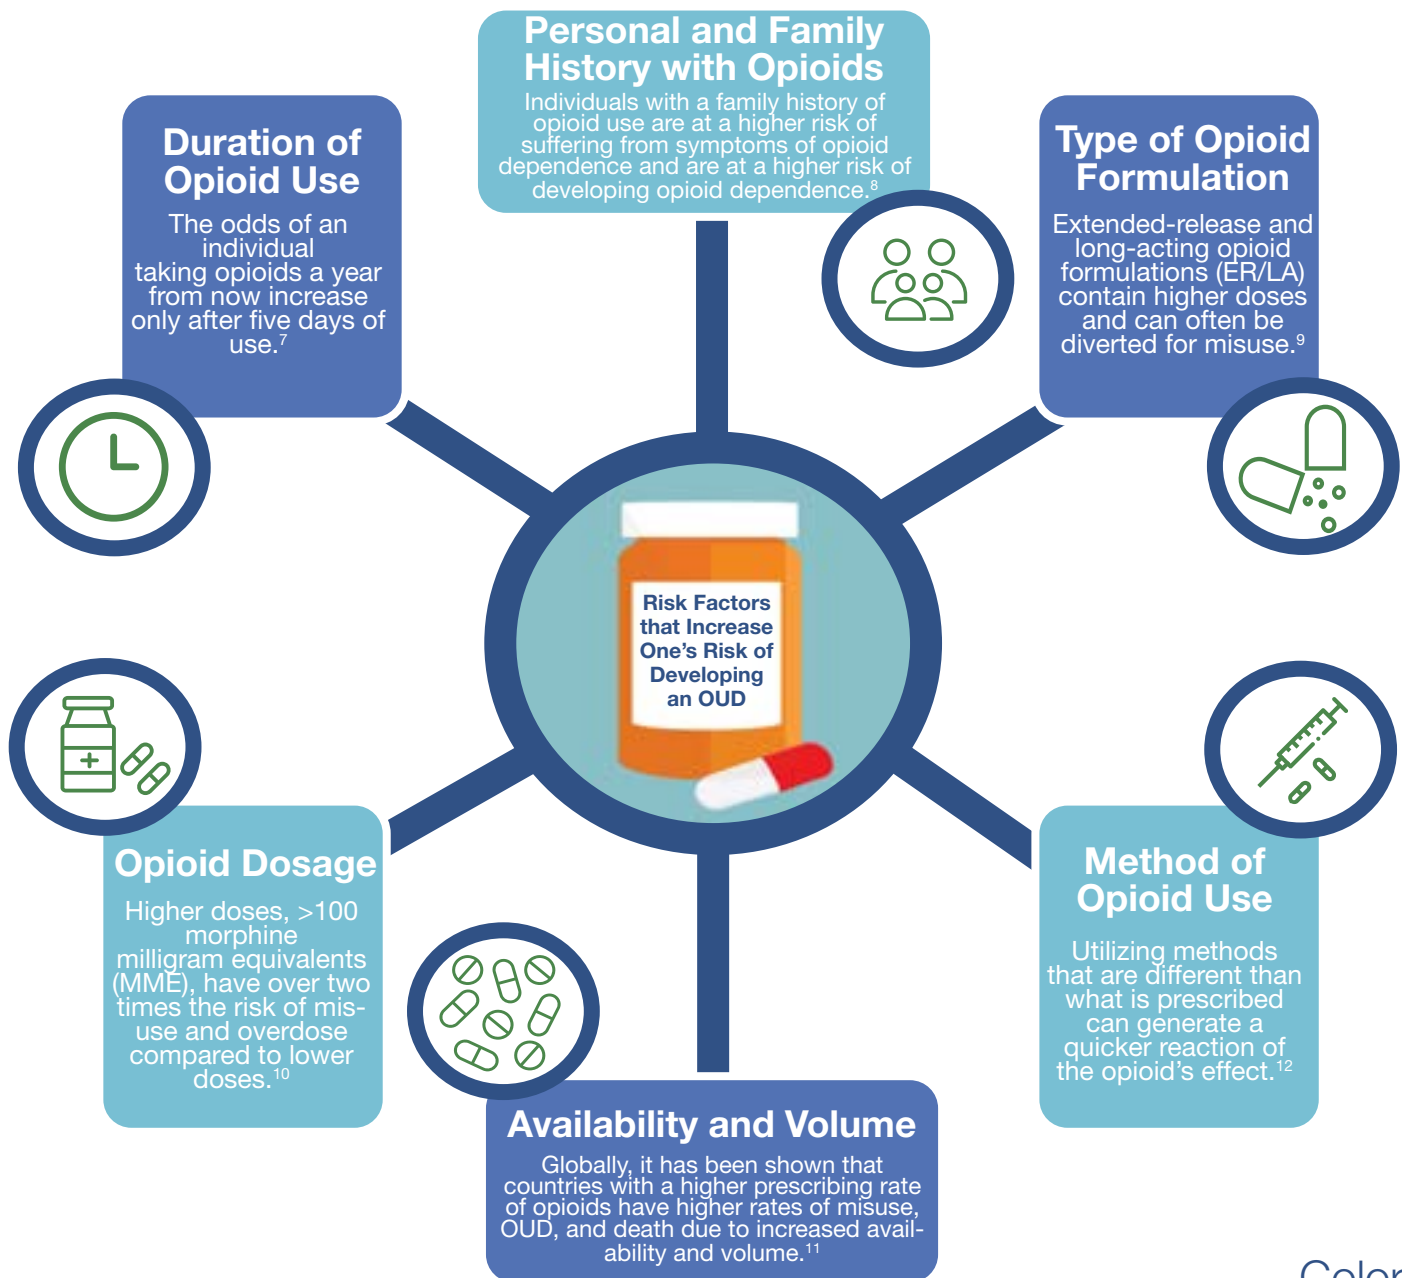 Personal and Family
History with Opioids
Individuals with a family history of
opioid use are at a higher risk of
suffering from symptoms of opioid
dependence and are at a higher risk of
developing opioid dependence.8
Duration of
Opioid Use
The odds of an
individual
taking opioids a year
from now increase
only after five days of
use.7
Type of Opioid
Formulation
Extended-release and
long-acting opioid
formulations (ER/LA)
contain higher doses
and can often be
diverted for misuse.9
Risk Factors
that Increase
One's Risk of
Developing
an OUD
Opioid Dosage
Higher doses, >100
morphine
milligram equivalents
(MME), have over two
times the risk of mis-
use and overdose
compared to lower
doses.10
Method of
Opioid Use
Utilizing methods
that are different than
what is prescribed
can generate a
quicker reaction of
the opioid's effect.12
Availability and Volume
Globally, it has been shown that
countries with a higher prescribing rate
of opioids have higher rates of misuse,
OUD, and death due to increased avail-
ability and volume.11